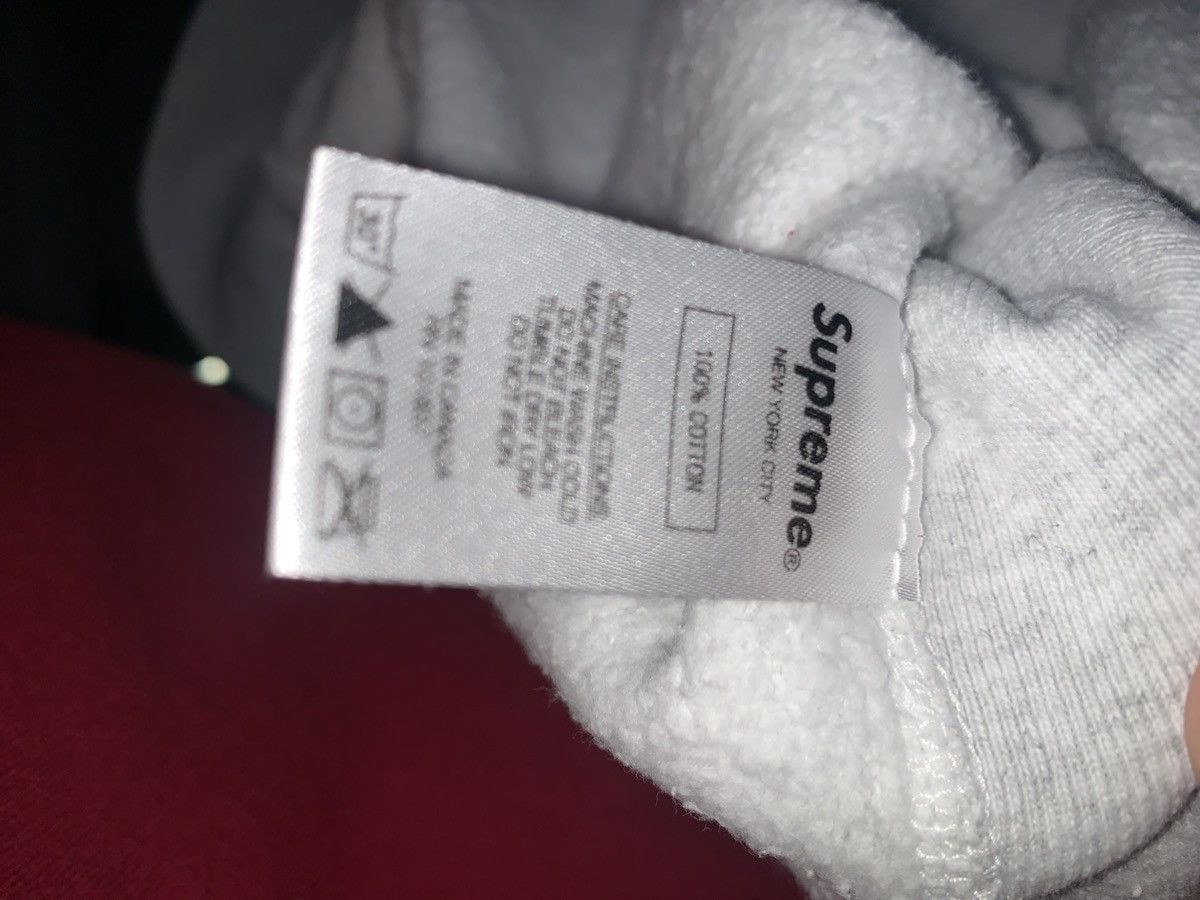 Supreme®
NEW YORK CITY
100% COTTON
CARE INSTRUCTIONS
MACHINE WASH COLD
DO NOT BLEACH
TUMBLE DRY LOW
DO NOT IRON
MADE IN CANADA
30°